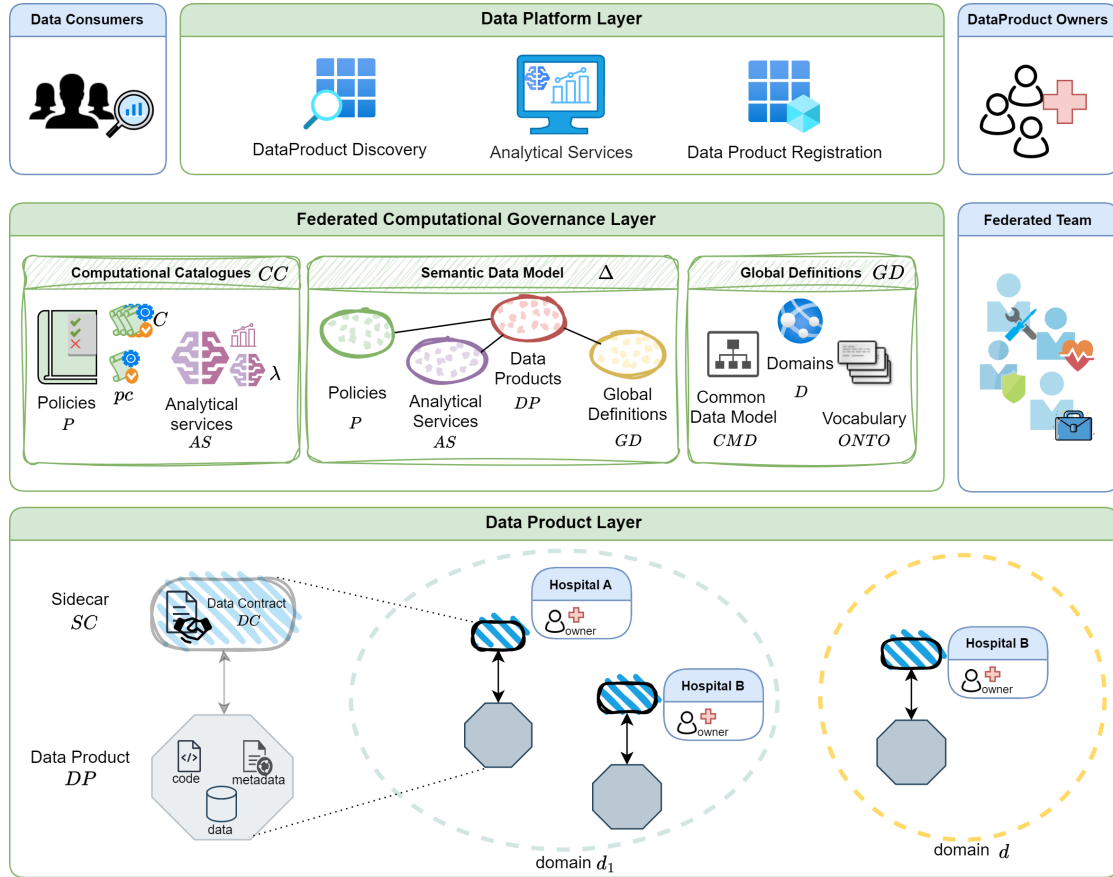 Data Consumers
Data Platform Layer
DataProduct Owners
DataProduct Discovery
Analytical Services
Data Product Registration
Federated Computational Governance Layer
Federated Team
Computational Catalogues CC
Semantic Data Model Δ
Global Definitions GD
C
pc
λ
Policies
P
Analytical
services
AS
Policies
P
Analytical
Services
AS
Data
Products
DP
Global
Definitions
GD
Domains
D
Common
Data Model
CMD
Vocabulary
ONTO
Data Product Layer
Sidecar
SC
Data Contract
DC
Data Product
DP
</>
code
metadata
data
Hospital A
owner
Hospital B
owner
domain d₁
Hospital B
owner
domain d